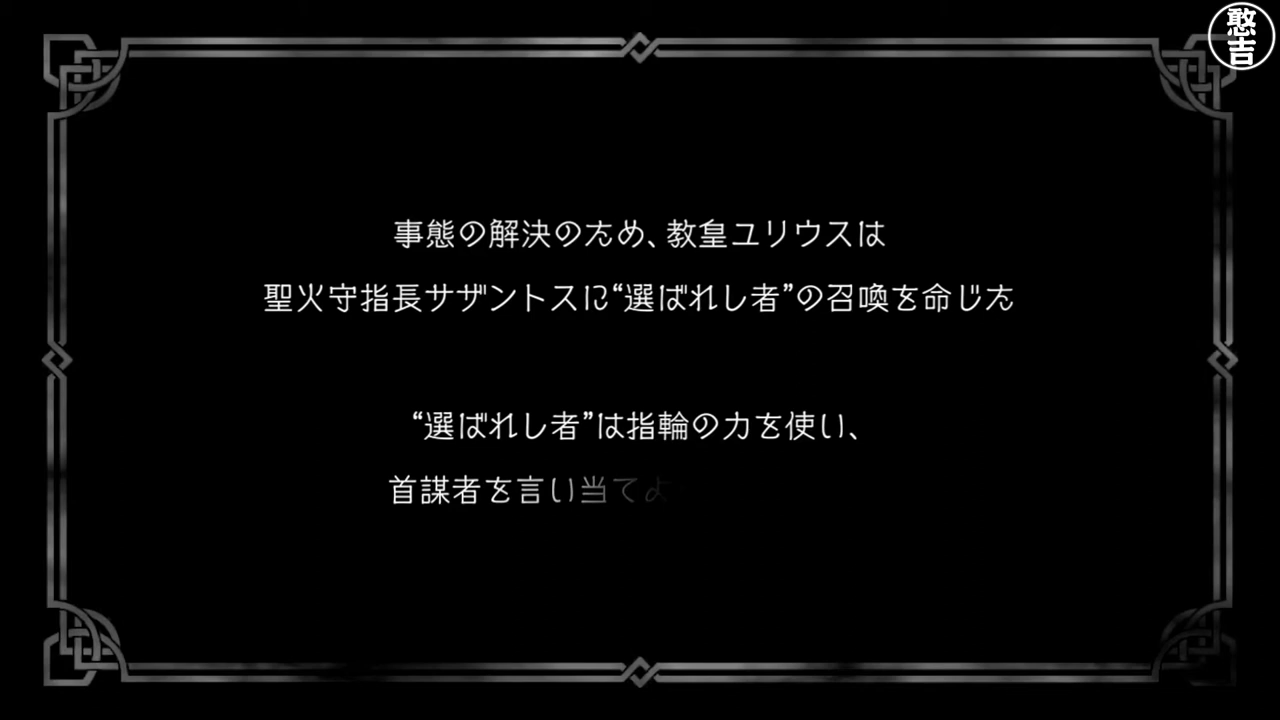 憨吉
事態の解決のため、教皇ユリウスは
聖火守指長サザントスに“選ばれし者”の召喚を命じた
“選ばれし者”は指輪の力を使い、
首謀者を言い当てよ